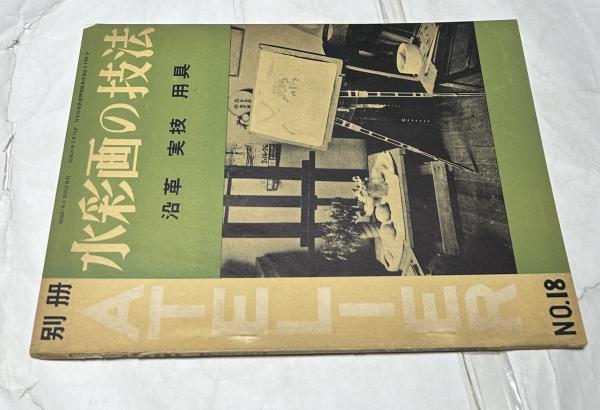 別冊
ATELIER
NO.18
水彩画の技法
沿革 実技 用具